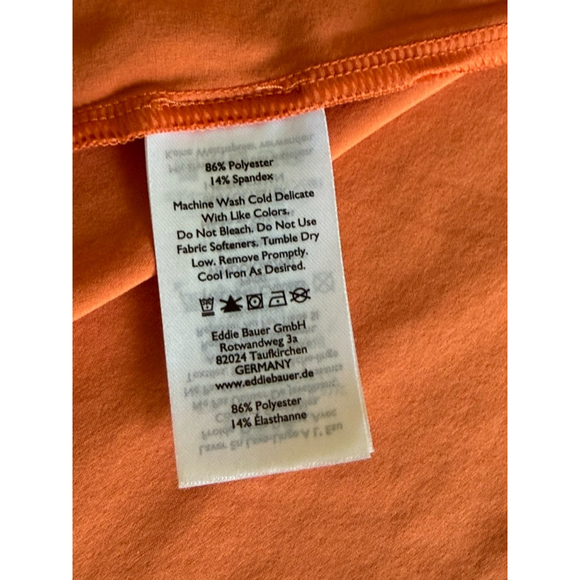 86% Polyester
14% Spandex
Machine Wash Cold Delicate
With Like Colors.
Do Not Bleach. Do Not Use
Fabric Softeners. Tumble Dry
Low. Remove Promptly.
Cool Iron As Desired.
Eddie Bauer GmbH
Rotwandweg 3a
82024 Taufkirchen
GERMANY
www.eddiebauer.de
86% Polyester
14% Élasthanne